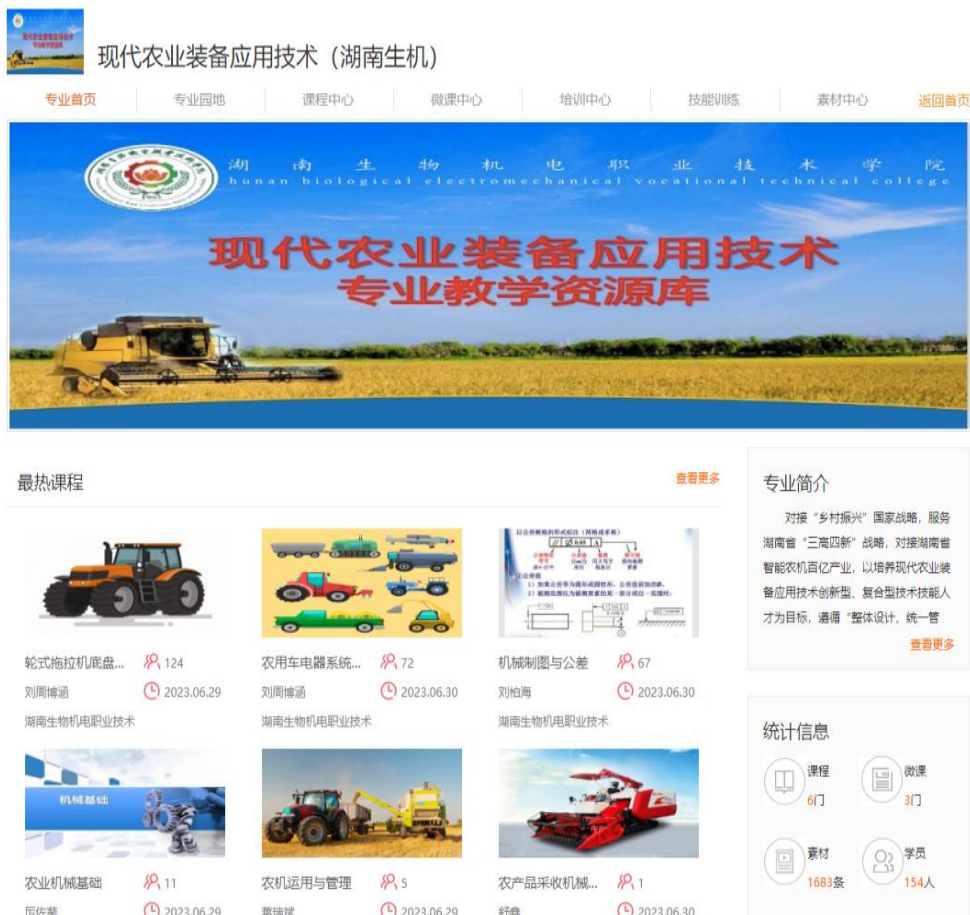 现代农业装备应用技术（湖南生机）
专业首页 专业园地 课程中心 微课中心 培训中心 技能训练 素材中心 返回首页
湖南生物机电职业技术学院
hunan biological electromechanical vocational technical college
现代农业装备应用技术
专业教学资源库
最热课程 查看更多
轮式拖拉机底盘... 124
刘周博涵 2023.06.29
湖南生物机电职业技术
农用车电器系统... 72
刘周博涵 2023.06.30
湖南生物机电职业技术
机械制图与公差 67
刘柏海 2023.06.30
湖南生物机电职业技术
机械基础
农业机械基础 11
2023.06.29
农机运用与管理 5
2023.06.29
农产品采收机械... 1
2023.06.30
专业简介
对接“乡村振兴”国家战略，服务
湖南省“三高四新”战略，对接湖南省
智能农机百亿产业，以培养现代农业装
备应用技术创新型、复合型技术技能人
才为目标，遵循“整体设计、统一管
查看更多
统计信息
课程
6门
微课
3门
素材
1683条
学员
154人